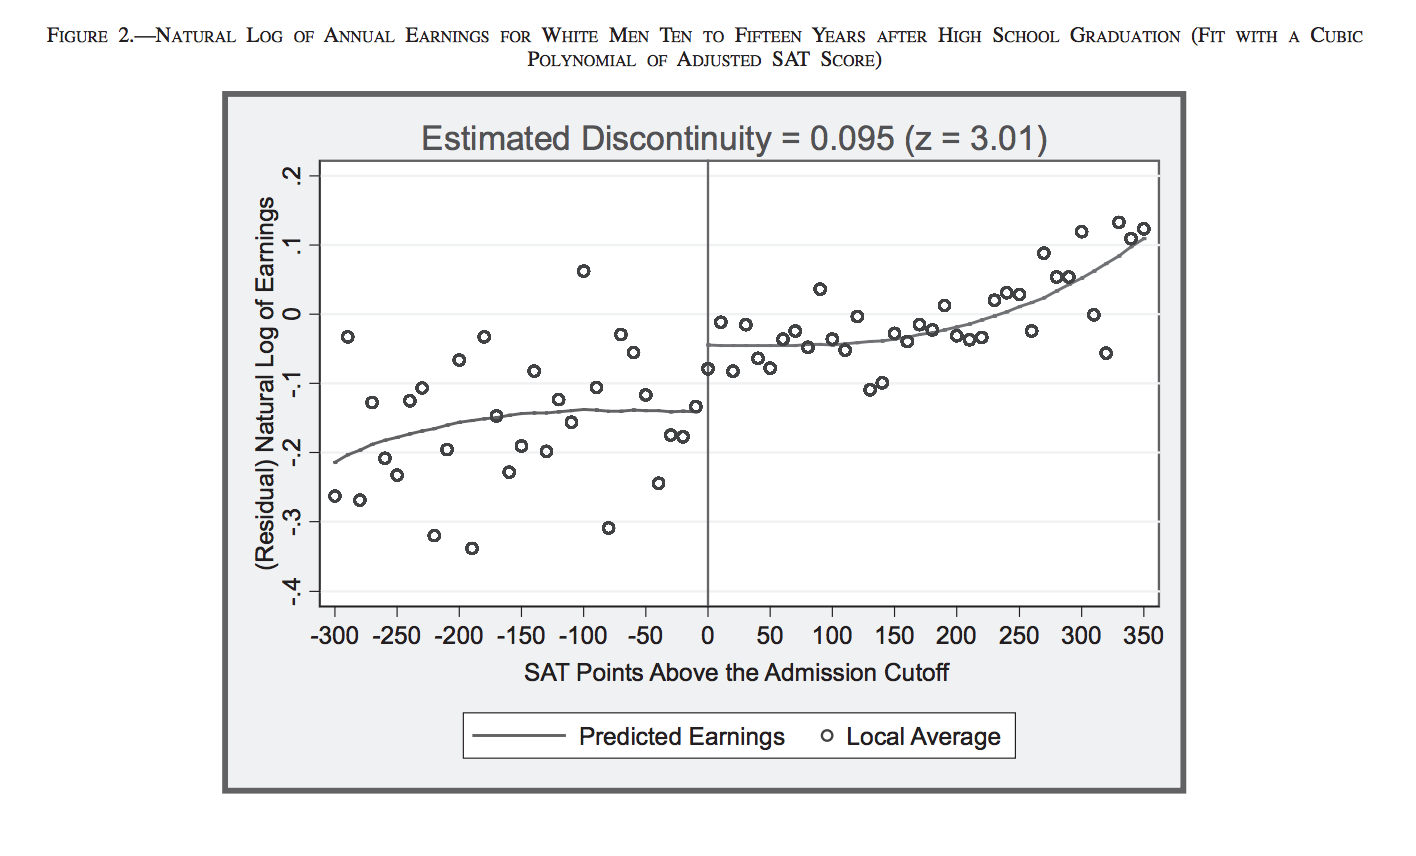 FIGURE 2.—NATURAL LOG OF ANNUAL EARNINGS FOR WHITE MEN TEN TO FIFTEEN YEARS AFTER HIGH SCHOOL GRADUATION (FIT WITH A CUBIC
POLYNOMIAL OF ADJUSTED SAT SCORE)
Estimated Discontinuity = 0.095 (z = 3.01)
(Residual) Natural Log of Earnings
.2
.1
0
-.1
-.2
-.3
-.4
-300 -250 -200 -150 -100 -50 0 50 100 150 200 250 300 350
SAT Points Above the Admission Cutoff
Predicted Earnings Local Average